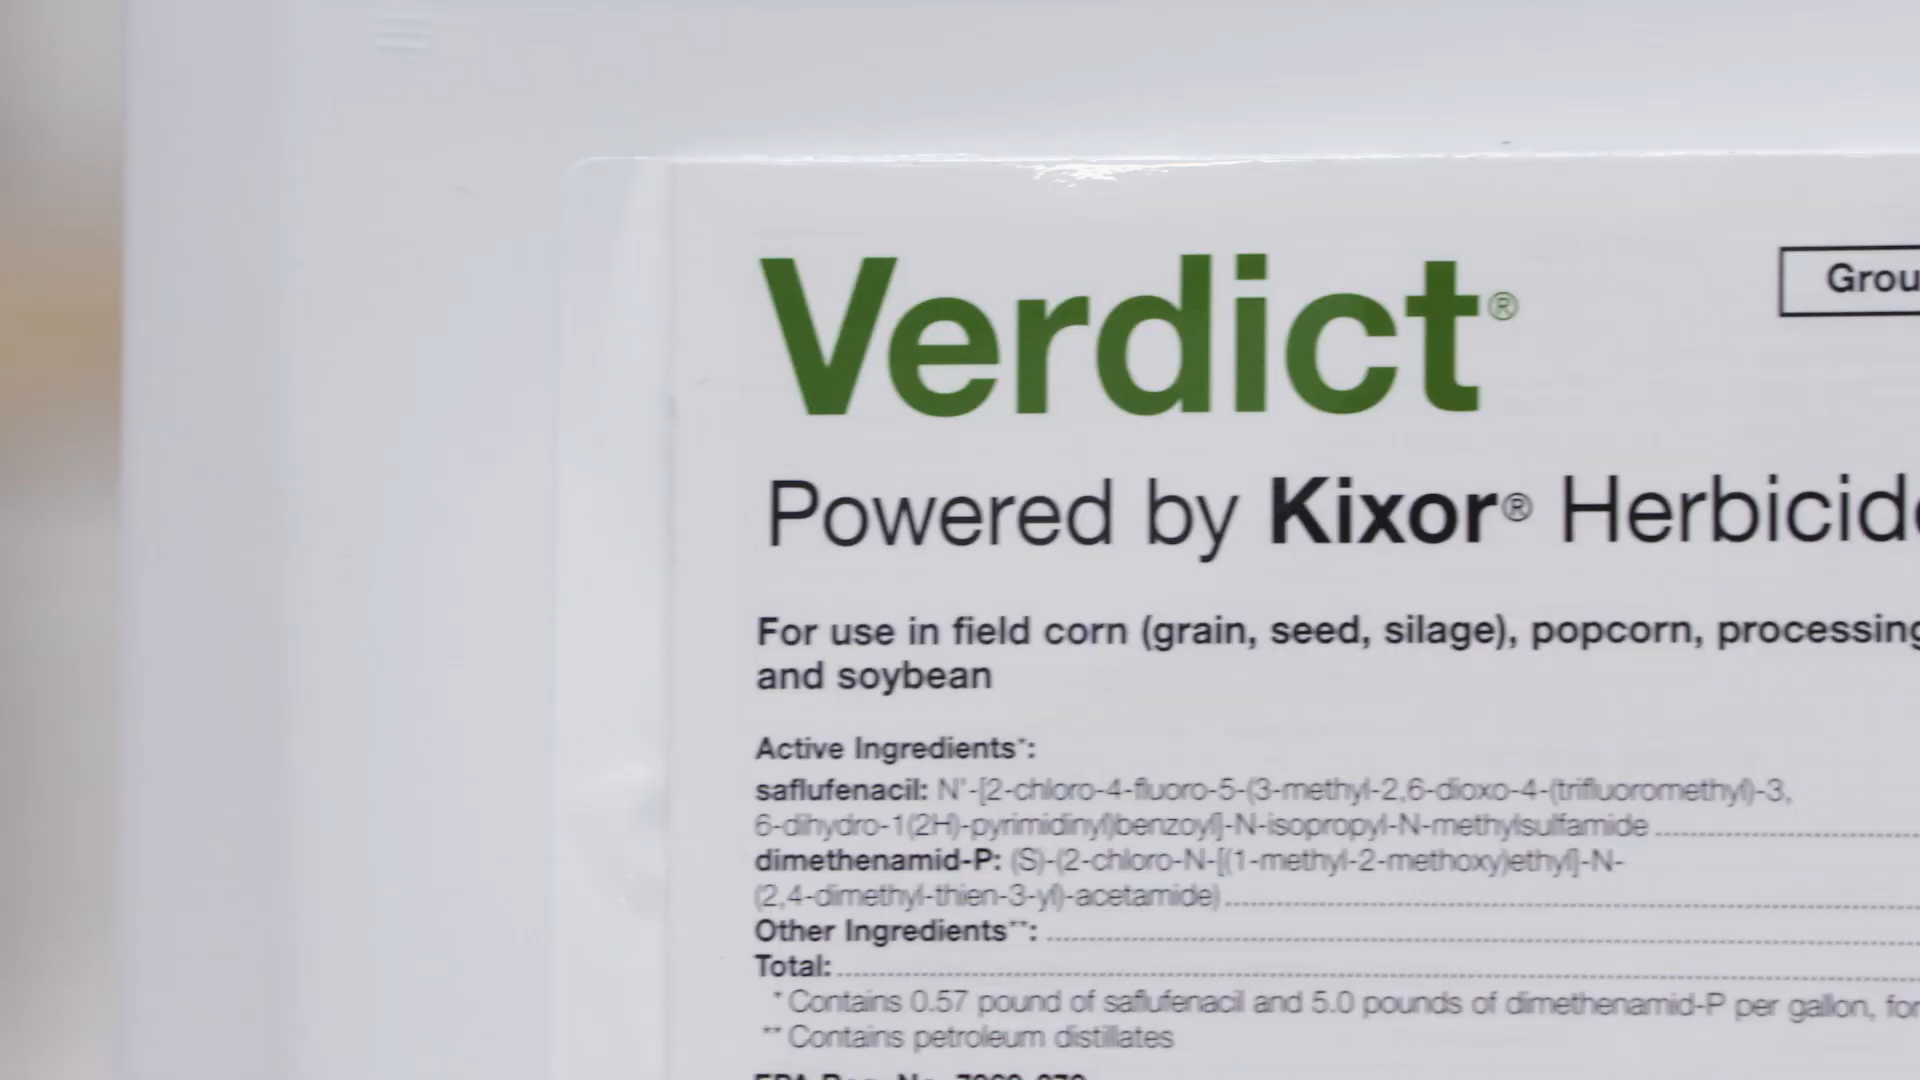 Verdict®
Grou
Powered by Kixor® Herbicide
For use in field corn (grain, seed, silage), popcorn, processing
and soybean
Active Ingredients*:
saflufenacil: N'-[2-chloro-4-fluoro-5-(3-methyl-2,6-dioxo-4-(trifluoromethyl)-3,
6-dihydro-1(2H)-pyrimidinyl)benzoyl]-N-isopropyl-N-methylsulfamide
dimethenamid-P: (S)-(2-chloro-N-[(1-methyl-2-methoxy)ethyl]-N-
(2,4-dimethyl-thien-3-yl)-acetamide)
Other Ingredients**:
Total:
* Contains 0.57 pound of saflufenacil and 5.0 pounds of dimethenamid-P per gallon, for
** Contains petroleum distillates
EPA Reg. No.